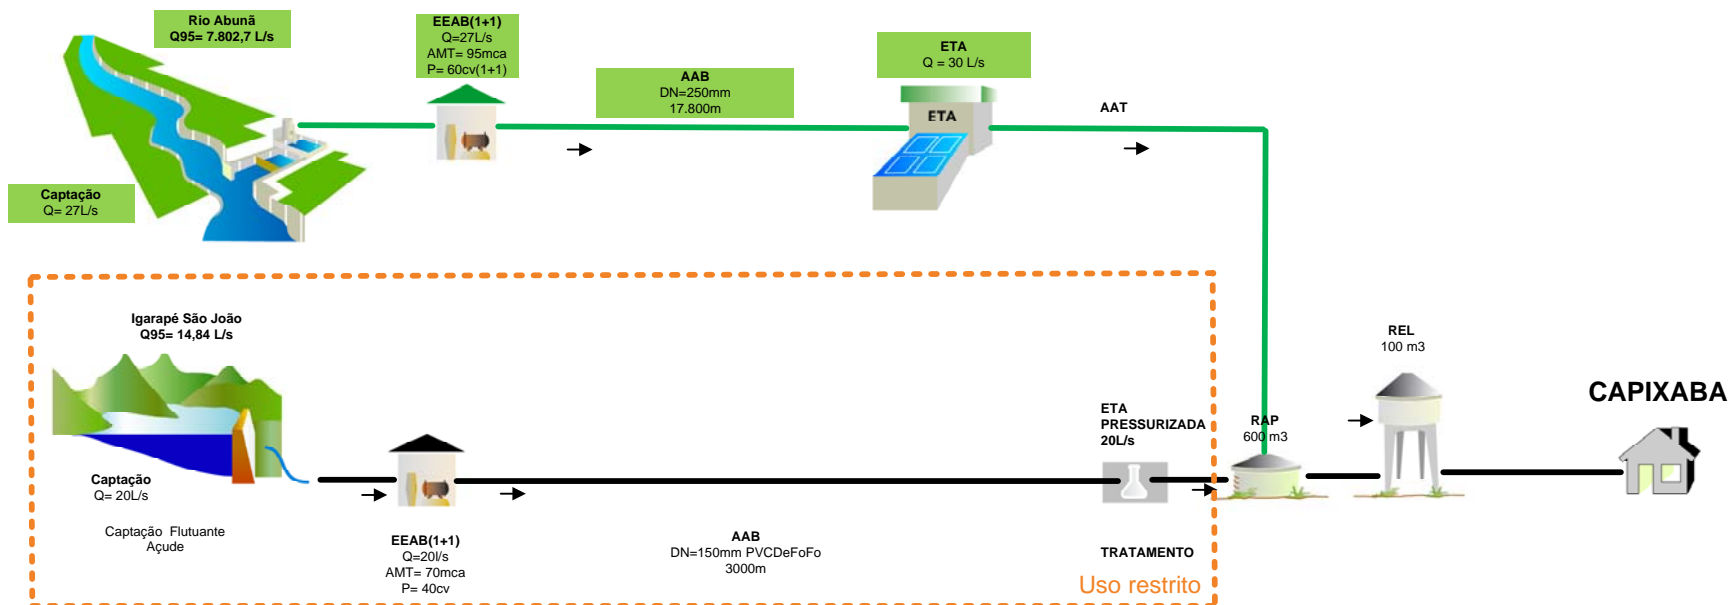 Rio Abunã
Q95= 7.802,7 L/s
EEAB(1+1)
Q=27L/s
AMT= 95mca
P= 60cv(1+1)
AAB
DN=250mm
17.800m
ETA
Q = 30 L/s
ETA
AAT
Captação
Q= 27L/s
Igarapé São João
Q95= 14,84 L/s
Captação
Q= 20L/s
Captação Flutuante
Açude
EEAB(1+1)
Q=20l/s
AMT= 70mca
P= 40cv
AAB
DN=150mm PVCDeFoFo
3000m
ETA
PRESSURIZADA
20L/s
TRATAMENTO
Uso restrito
RAP
600 m3
REL
100 m3
CAPIXABA